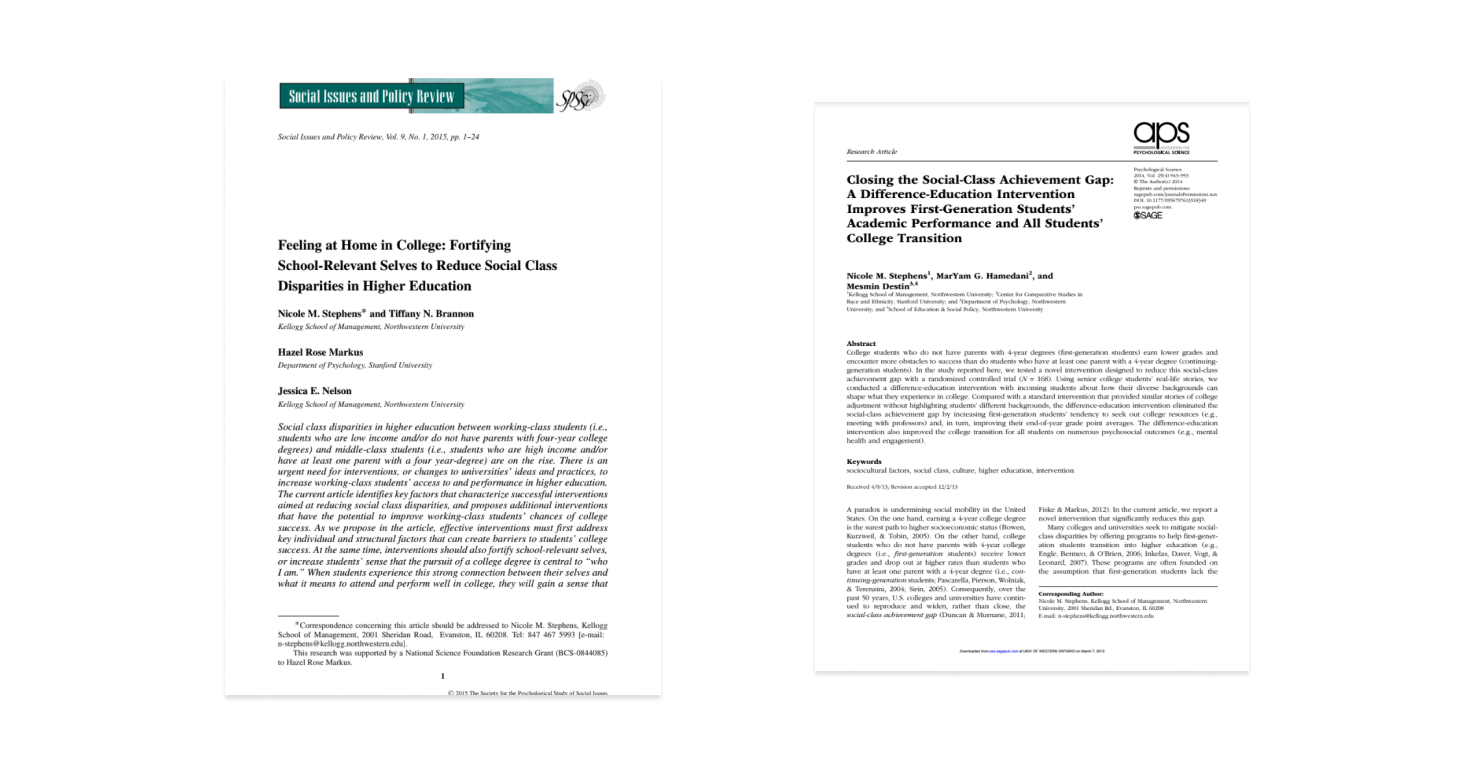 Social Issues and Policy Review
SPSSI
Social Issues and Policy Review, Vol. 9, No. 1, 2015, pp. 1–24
Feeling at Home in College: Fortifying
School-Relevant Selves to Reduce Social Class
Disparities in Higher Education
Nicole M. Stephens* and Tiffany N. Brannon
Kellogg School of Management, Northwestern University
Hazel Rose Markus
Department of Psychology, Stanford University
Jessica E. Nelson
Kellogg School of Management, Northwestern University
Social class disparities in higher education between working-class students (i.e.,
students who are low income and/or do not have parents with four-year college
degrees) and middle-class students (i.e., students who are high income and/or
have at least one parent with a four year-degree) are on the rise. There is an
urgent need for interventions, or changes to universities' ideas and practices, to
increase working-class students' access to and performance in higher education.
The current article identifies key factors that characterize successful interventions
aimed at reducing social class disparities, and proposes additional interventions
that have the potential to improve working-class students' chances of college
success. As we propose in the article, effective interventions must first address
key individual and structural factors that can create barriers to students' college
success. At the same time, interventions should also fortify school-relevant selves,
or increase students' sense that the pursuit of a college degree is central to "who
I am." When students experience this strong connection between their selves and
what it means to attend and perform well in college, they will gain a sense that
*Correspondence concerning this article should be addressed to Nicole M. Stephens, Kellogg
School of Management, 2001 Sheridan Road, Evanston, IL 60208. Tel: 847 467 5993 [e-mail:
n-stephens@kellogg.northwestern.edu].
This research was supported by a National Science Foundation Research Grant (BCS-0844085)
to Hazel Rose Markus.
1
© 2015 The Society for the Psychological Study of Social Issues
Research Article
aps
ASSOCIATION FOR
PSYCHOLOGICAL SCIENCE
Closing the Social-Class Achievement Gap:
A Difference-Education Intervention
Improves First-Generation Students'
Academic Performance and All Students'
College Transition
Psychological Science
2014, Vol. 25(4) 943–953
© The Author(s) 2014
Reprints and permissions:
sagepub.com/journalsPermissions.nav
DOI: 10.1177/0956797613518349
pss.sagepub.com
SAGE
Nicole M. Stephens1, MarYam G. Hamedani2, and
Mesmin Destin3,4
1Kellogg School of Management, Northwestern University; 2Center for Comparative Studies in
Race and Ethnicity, Stanford University; and 3Department of Psychology, Northwestern
University; and 4School of Education & Social Policy, Northwestern University
Abstract
College students who do not have parents with 4-year degrees (first-generation students) earn lower grades and
encounter more obstacles to success than do students who have at least one parent with a 4-year degree (continuing-
generation students). In the study reported here, we tested a novel intervention designed to reduce this social-class
achievement gap with a randomized controlled trial (N = 168). Using senior college students' real-life stories, we
conducted a difference-education intervention with incoming students about how their diverse backgrounds can
shape what they experience in college. Compared with a standard intervention that provided similar stories of college
adjustment without highlighting students' different backgrounds, the difference-education intervention eliminated the
social-class achievement gap by increasing first-generation students' tendency to seek out college resources (e.g.,
meeting with professors) and, in turn, improving their end-of-year grade point averages. The difference-education
intervention also improved the college transition for all students on numerous psychosocial outcomes (e.g., mental
health and engagement).
Keywords
sociocultural factors, social class, culture, higher education, intervention
Received 4/9/13; Revision accepted 12/2/13
A paradox is undermining social mobility in the United
States. On the one hand, earning a 4-year college degree
is the surest path to higher socioeconomic status (Bowen,
Kurzweil, & Tobin, 2005). On the other hand, college
students who do not have parents with 4-year college
degrees (i.e., first-generation students) receive lower
grades and drop out at higher rates than students who
have at least one parent with a 4-year degree (i.e., con-
tinuing-generation students; Pascarella, Pierson, Wolniak,
& Terenzini, 2004; Sirin, 2005). Consequently, over the
past 50 years, U.S. colleges and universities have contin-
ued to reproduce and widen, rather than close, the
social-class achievement gap (Duncan & Murnane, 2011;
Fiske & Markus, 2012). In the current article, we report a
novel intervention that significantly reduces this gap.
Many colleges and universities seek to mitigate social-
class disparities by offering programs to help first-gener-
ation students transition into higher education (e.g.,
Engle, Bermeo, & O'Brien, 2006; Inkelas, Daver, Vogt, &
Leonard, 2007). These programs are often founded on
the assumption that first-generation students lack the
Corresponding Author:
Nicole M. Stephens, Kellogg School of Management, Northwestern
University, 2001 Sheridan Rd., Evanston, IL 60208
E-mail: n-stephens@kellogg.northwestern.edu
Downloaded from pss.sagepub.com at UNIV OF WESTERN ONTARIO on March 7, 2015